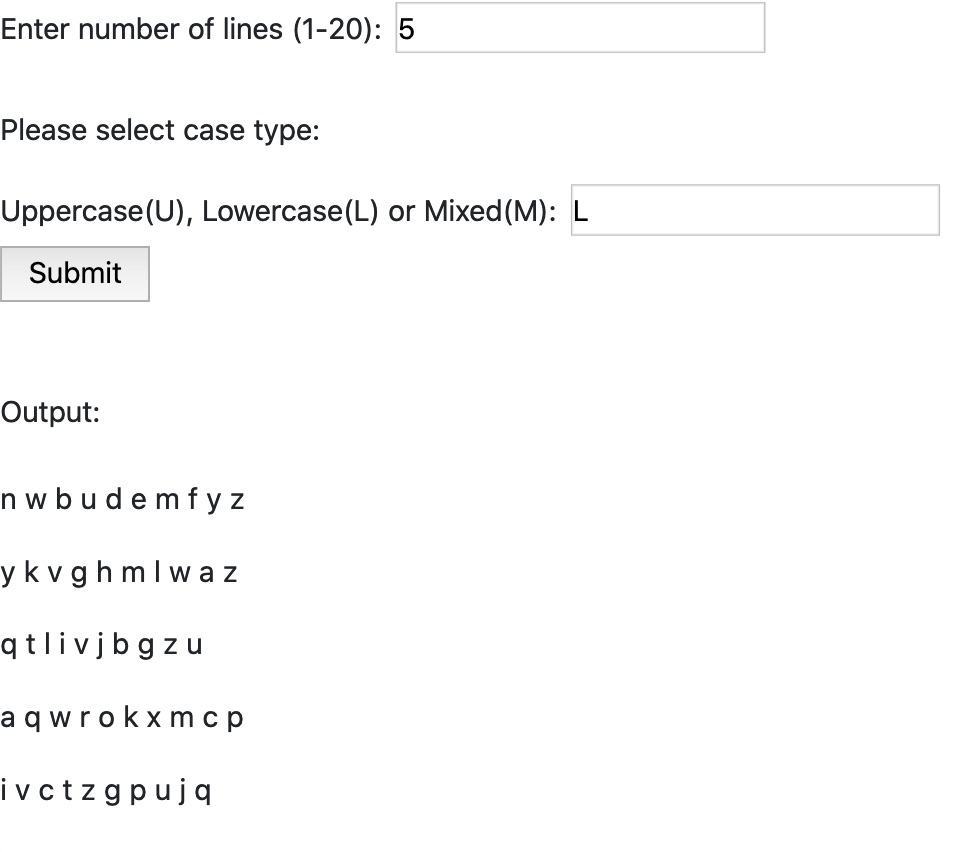 Enter number of lines (1-20): 5
Please select case type:
Uppercase(U), Lowercase(L) or Mixed(M): L
Submit
Output:
n w b u d e m f y z
y k v g h m l w a z
q t l i v j b g z u
a q w r o k x m c p
i v c t z g p u j q